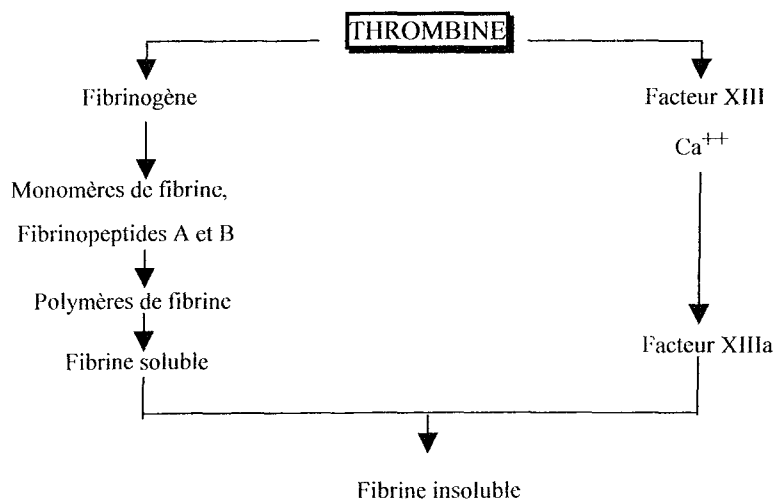 THROMBINE
Fibrinogène
Facteur XIII
Ca++
Monomères de fibrine,
Fibrinopeptides A et B
Polymères de fibrine
Fibrine soluble
Facteur XIIIa
Fibrine insoluble